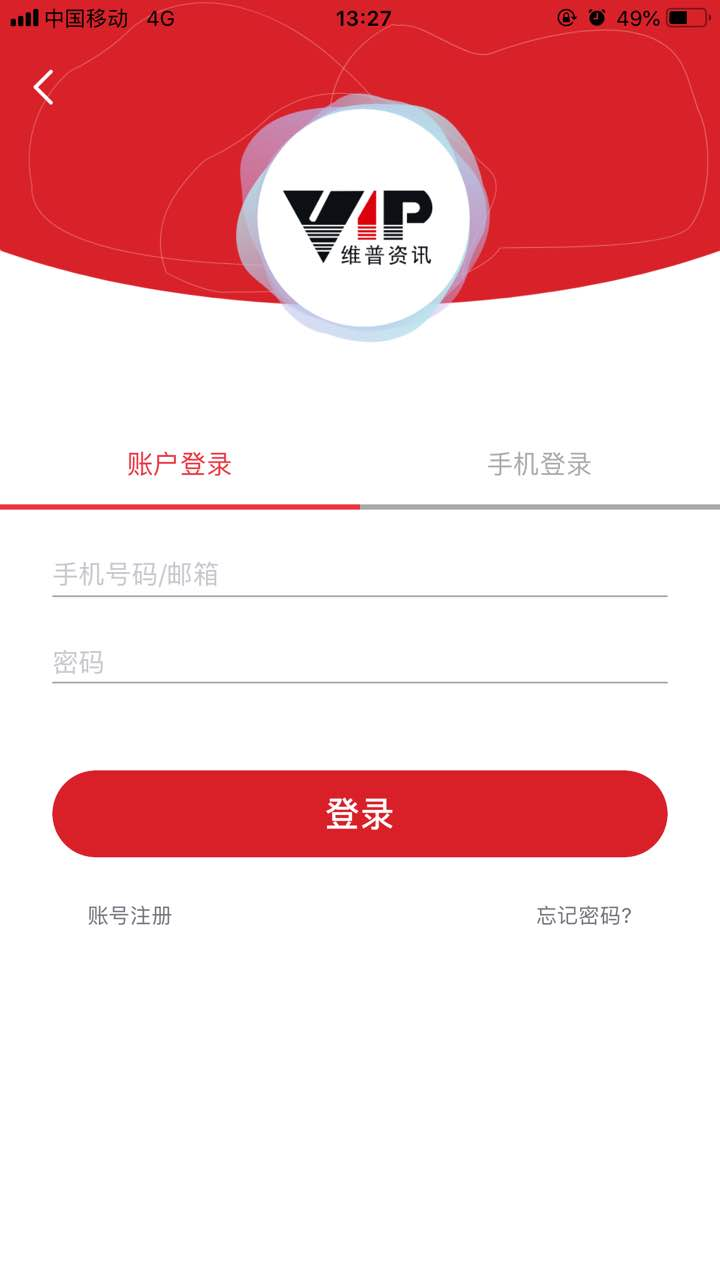 中国移动 4G 13:27 49%
VIP
维普资讯
账户登录 手机登录
手机号码/邮箱
密码
登录
账号注册 忘记密码?